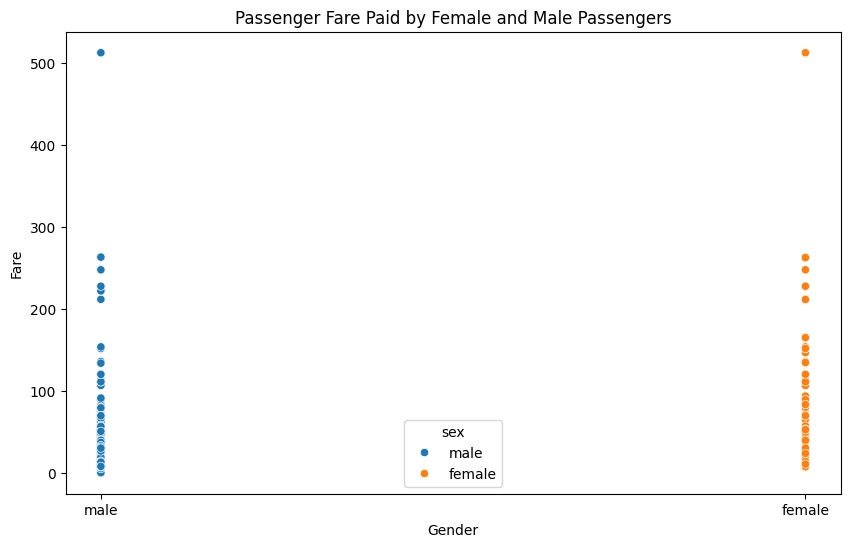 Passenger Fare Paid by Female and Male Passengers
500
400
300
200
100
0
Fare
sex
male
female
male female
Gender